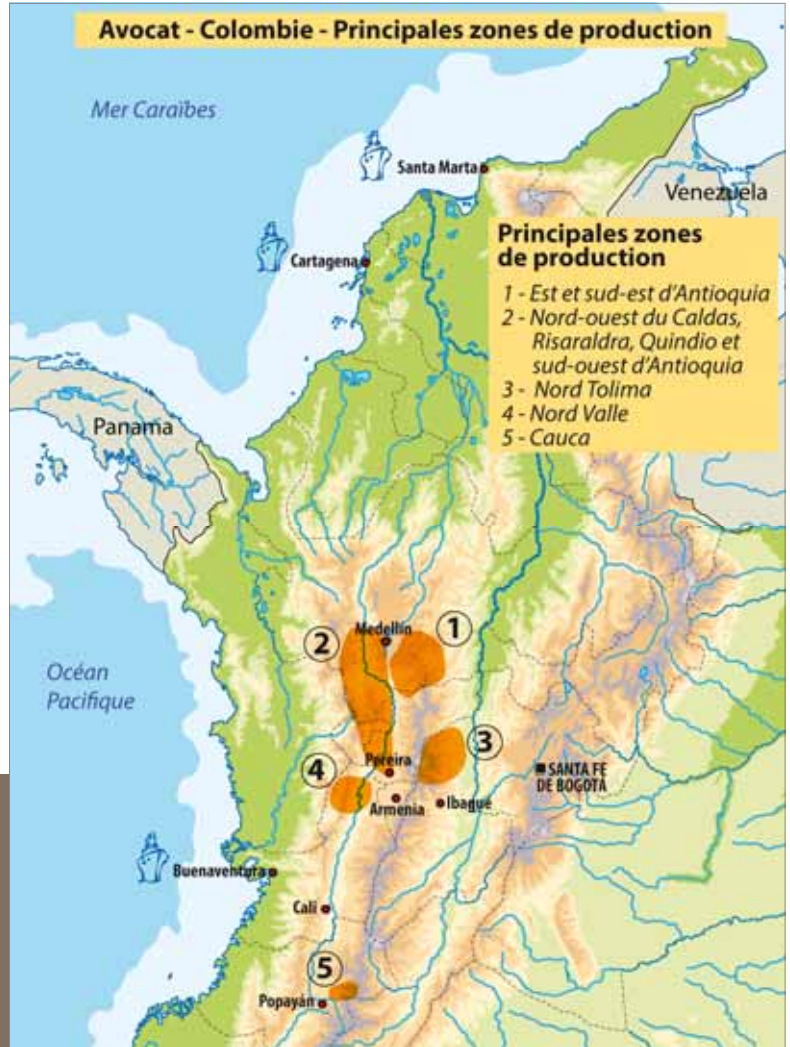 Avocat - Colombie - Principales zones de production
Mer Caraïbes
Santa Marta
Venezuela
Cartagena
Principales zones
de production
1 - Est et sud-est d'Antioquia
2 - Nord-ouest du Caldas,
Risaraldra, Quindio et
sud-ouest d'Antioquia
3 - Nord Tolima
4 - Nord Valle
5 - Cauca
Panama
Medellín
1
2
Océan
Pacifique
3
4
Pereira
SANTA FE
DE BOGOTÁ
Armenia
Ibagué
Buenaventura
Cali
5
Popayán